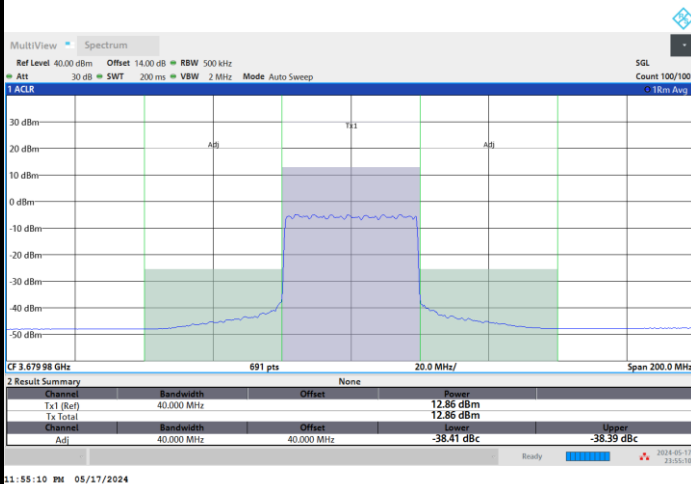 MultiView Spectrum
Ref Level 40.00 dBm Offset 14.00 dB RBW 500 kHz SGL
Att 30 dB SWT 200 ms VBW 2 MHz Mode Auto Sweep Count 100/100
1 ACLR 1Rm Avg
30 dBm
Tx1
20 dBm
Adj Adj
10 dBm
0 dBm
-10 dBm
-20 dBm
-30 dBm
-40 dBm
-50 dBm
CF 3.679 98 GHz 691 pts 20.0 MHz/ Span 200.0 MHz
2 Result Summary None
Channel Bandwidth Offset Power
Tx1 (Ref) 40.000 MHz 12.86 dBm
Tx Total 12.86 dBm
Channel Bandwidth Offset Lower Upper
Adj 40.000 MHz 40.000 MHz -38.41 dBc -38.39 dBc
Ready 2024-05-17
23:55:10
11:55:10 PM 05/17/2024